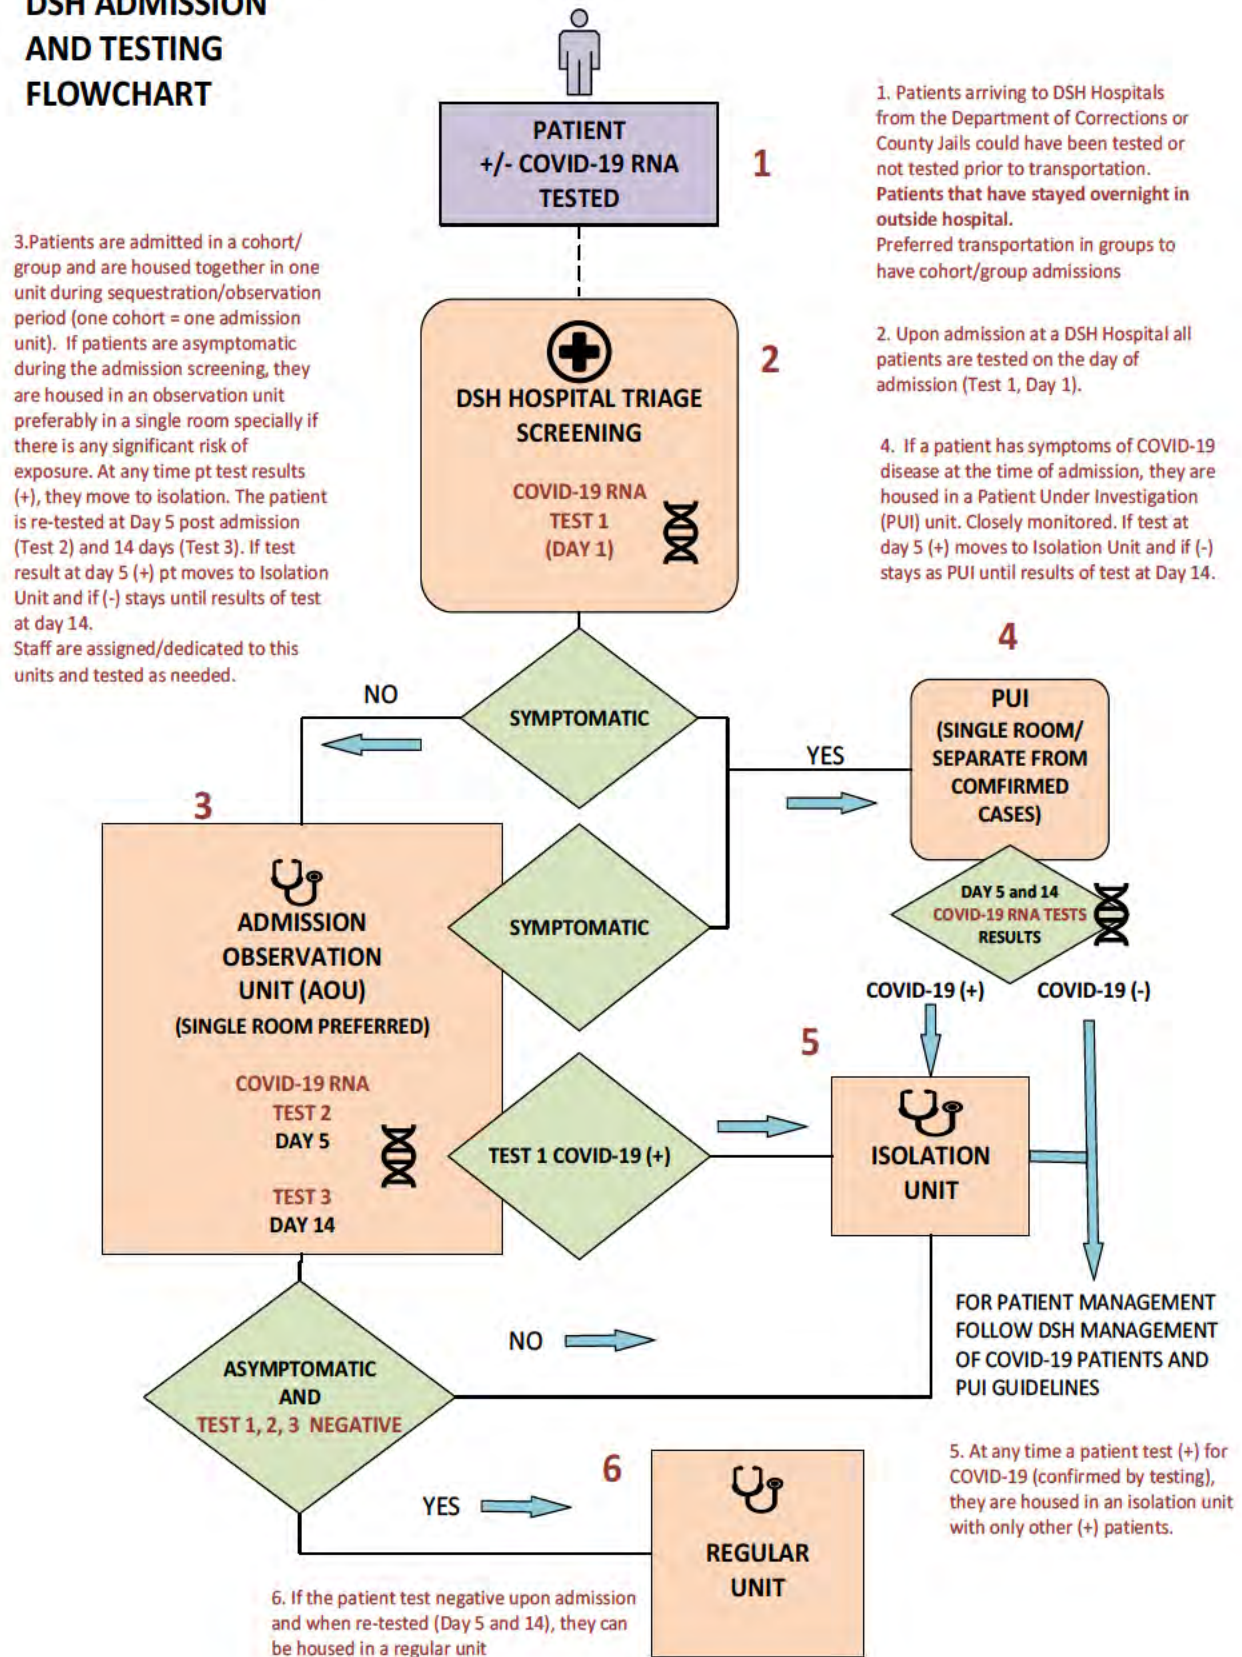 DSH ADMISSION
AND TESTING
FLOWCHART
PATIENT
+/- COVID-19 RNA
TESTED
1
1. Patients arriving to DSH Hospitals
from the Department of Corrections or
County Jails could have been tested or
not tested prior to transportation.
Patients that have stayed overnight in
outside hospital.
Preferred transportation in groups to
have cohort/group admissions
3.Patients are admitted in a cohort/
group and are housed together in one
unit during sequestration/observation
period (one cohort = one admission
unit). If patients are asymptomatic
during the admission screening, they
are housed in an observation unit
preferably in a single room specially if
there is any significant risk of
exposure. At any time pt test results
(+), they move to isolation. The patient
is re-tested at Day 5 post admission
(Test 2) and 14 days (Test 3). If test
result at day 5 (+) pt moves to Isolation
Unit and if (-) stays until results of test
at day 14.
Staff are assigned/dedicated to this
units and tested as needed.
2
DSH HOSPITAL TRIAGE
SCREENING
COVID-19 RNA
TEST 1
(DAY 1)
2. Upon admission at a DSH Hospital all
patients are tested on the day of
admission (Test 1, Day 1).
4. If a patient has symptoms of COVID-19
disease at the time of admission, they are
housed in a Patient Under Investigation
(PUI) unit. Closely monitored. If test at
day 5 (+) moves to Isolation Unit and if (-)
stays as PUI until results of test at Day 14.
4
NO
SYMPTOMATIC
YES
PUI
(SINGLE ROOM/
SEPARATE FROM
COMFIRMED
CASES)
3
ADMISSION
OBSERVATION
UNIT (AOU)
(SINGLE ROOM PREFERRED)
COVID-19 RNA
TEST 2
DAY 5
TEST 3
DAY 14
SYMPTOMATIC
DAY 5 and 14
COVID-19 RNA TESTS
RESULTS
COVID-19 (+)
COVID-19 (-)
5
TEST 1 COVID-19 (+)
ISOLATION
UNIT
FOR PATIENT MANAGEMENT
FOLLOW DSH MANAGEMENT
OF COVID-19 PATIENTS AND
PUI GUIDELINES
NO
ASYMPTOMATIC
AND
TEST 1, 2, 3 NEGATIVE
5. At any time a patient test (+) for
COVID-19 (confirmed by testing),
they are housed in an isolation unit
with only other (+) patients.
6
YES
REGULAR
UNIT
6. If the patient test negative upon admission
and when re-tested (Day 5 and 14), they can
be housed in a regular unit